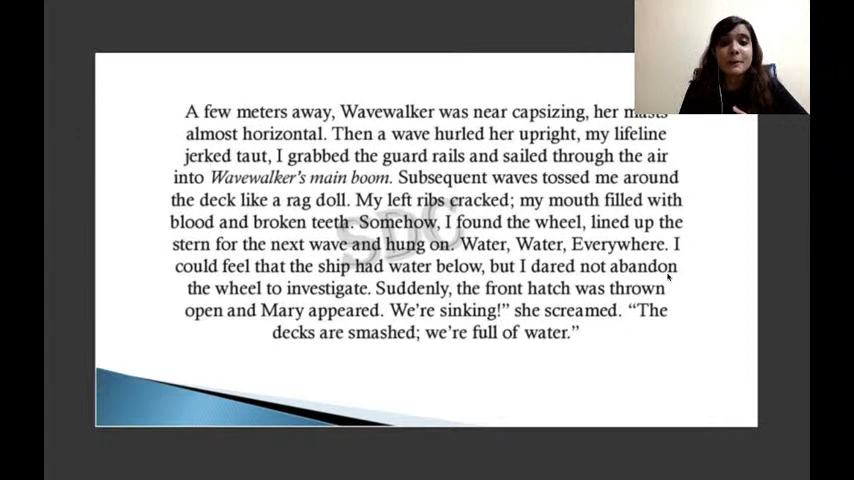 A few meters away, Wavewalker was near capsizing, her masts
almost horizontal. Then a wave hurled her upright, my lifeline
jerked taut, I grabbed the guard rails and sailed through the air
into Wavewalker's main boom. Subsequent waves tossed me around
the deck like a rag doll. My left ribs cracked; my mouth filled with
blood and broken teeth. Somehow, I found the wheel, lined up the
stern for the next wave and hung on. Water, Water, Everywhere. I
could feel that the ship had water below, but I dared not abandon
the wheel to investigate. Suddenly, the front hatch was thrown
open and Mary appeared. We're sinking!” she screamed. “The
decks are smashed; we're full of water.”
SDC